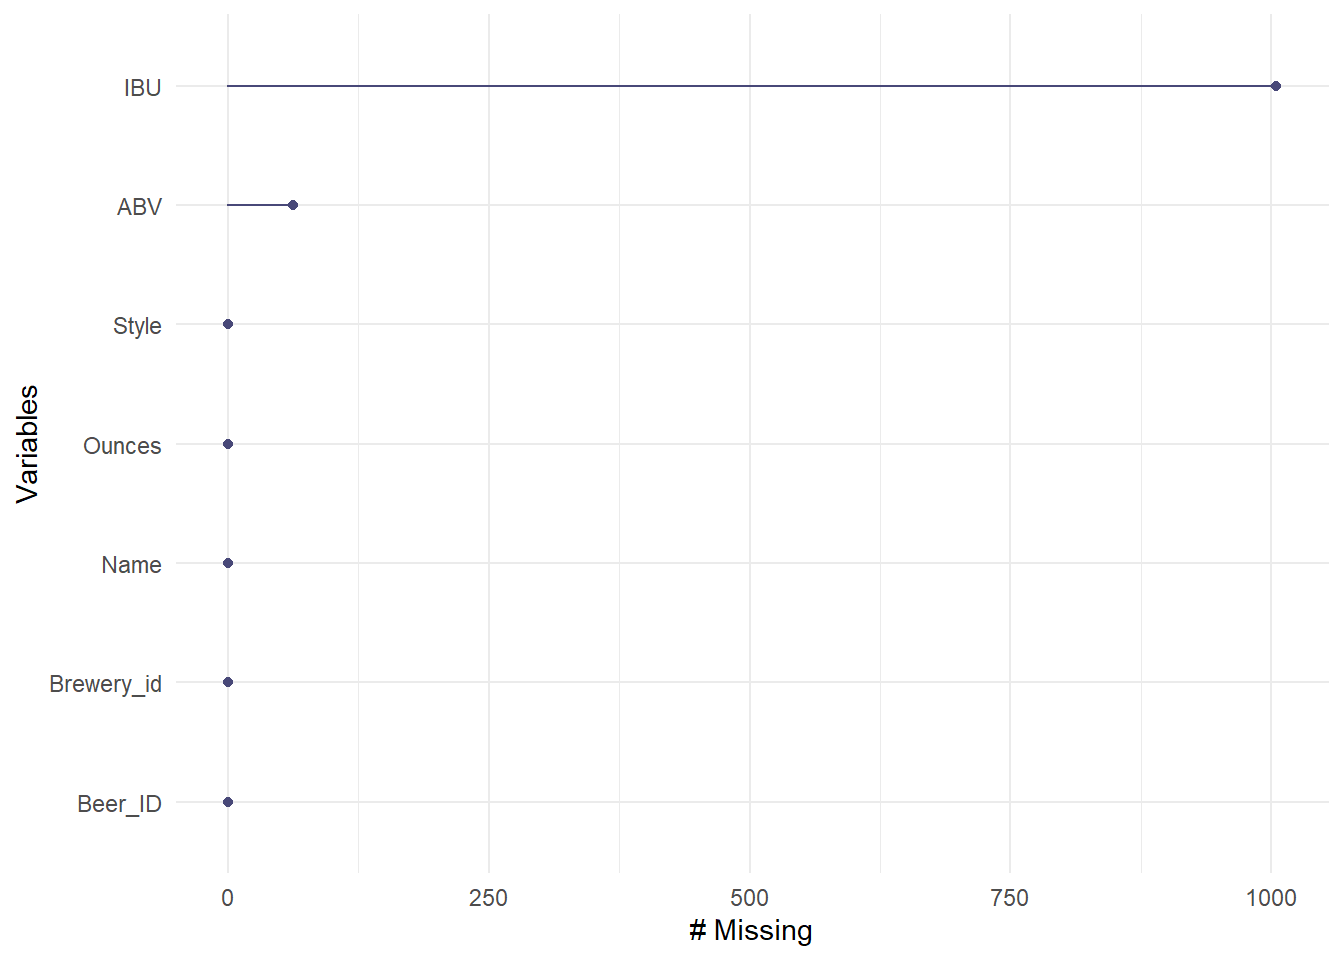 IBU
ABV
Style
Ounces
Name
Brewery_id
Beer_ID
Variables
0 250 500 750 1000
# Missing